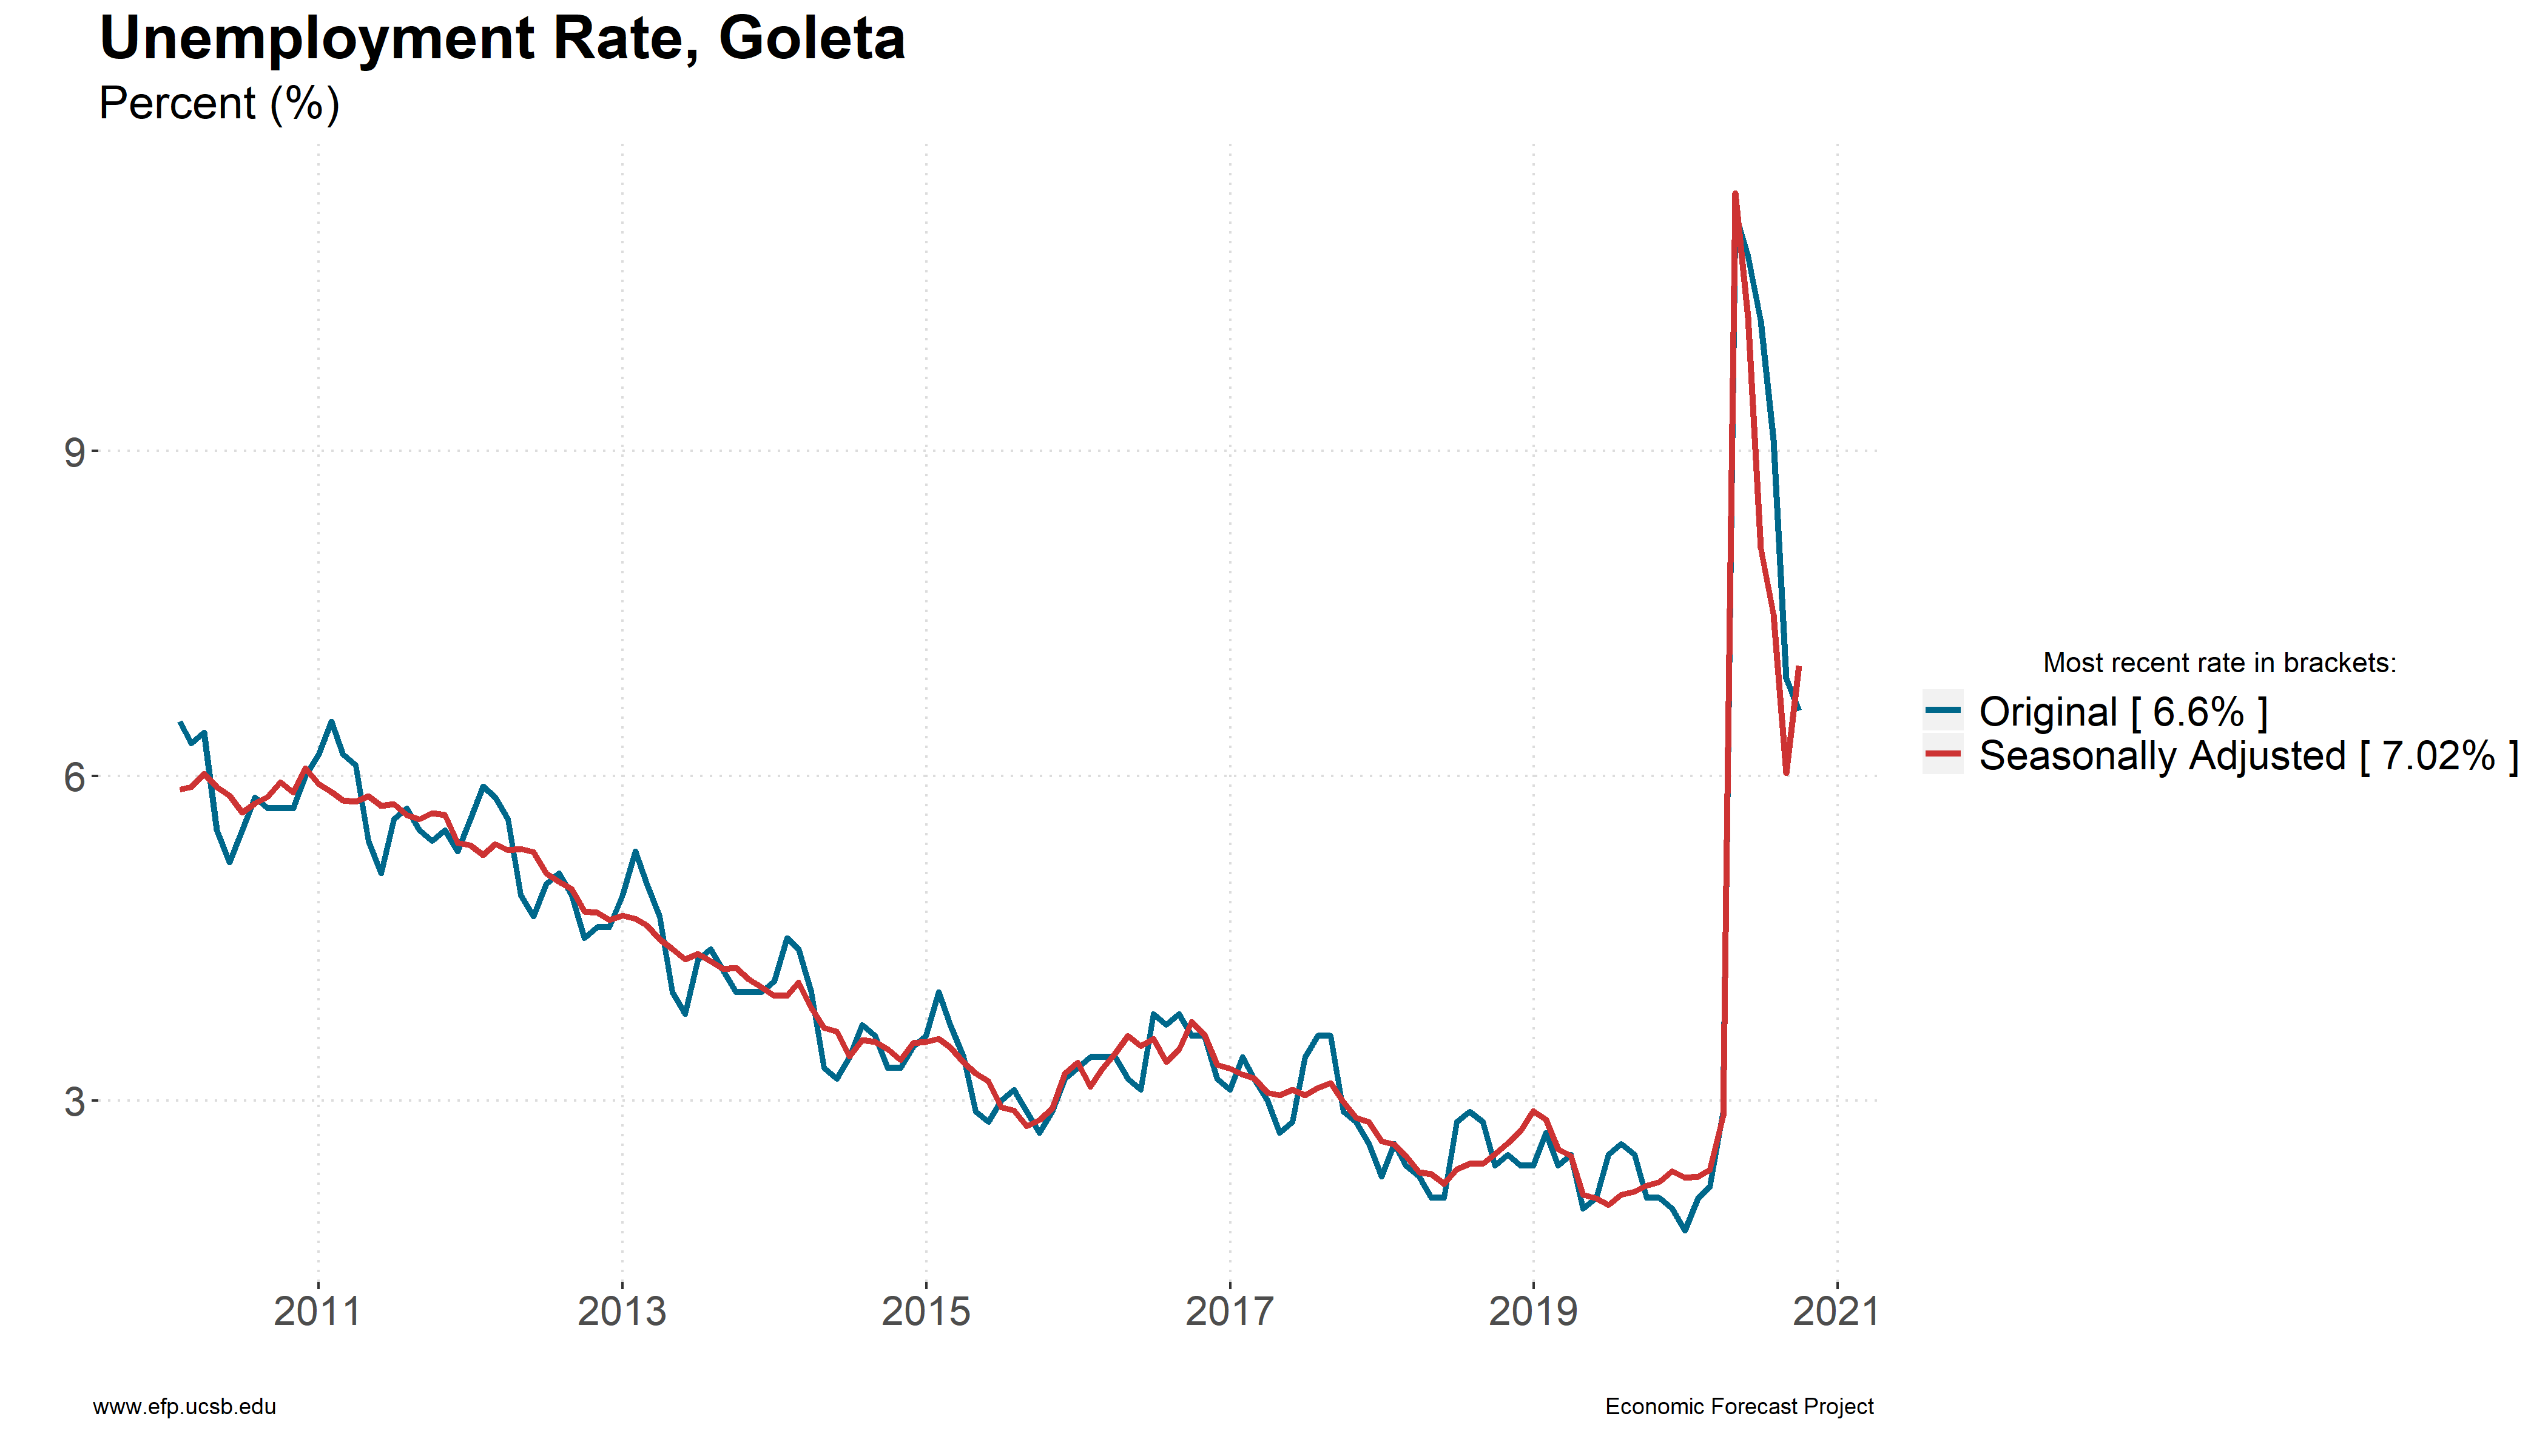 Unemployment Rate, Goleta
Percent (%)
9
6
3
2011 2013 2015 2017 2019 2021
Most recent rate in brackets:
Original [ 6.6% ]
Seasonally Adjusted [ 7.02% ]
www.efp.ucsb.edu
Economic Forecast Project